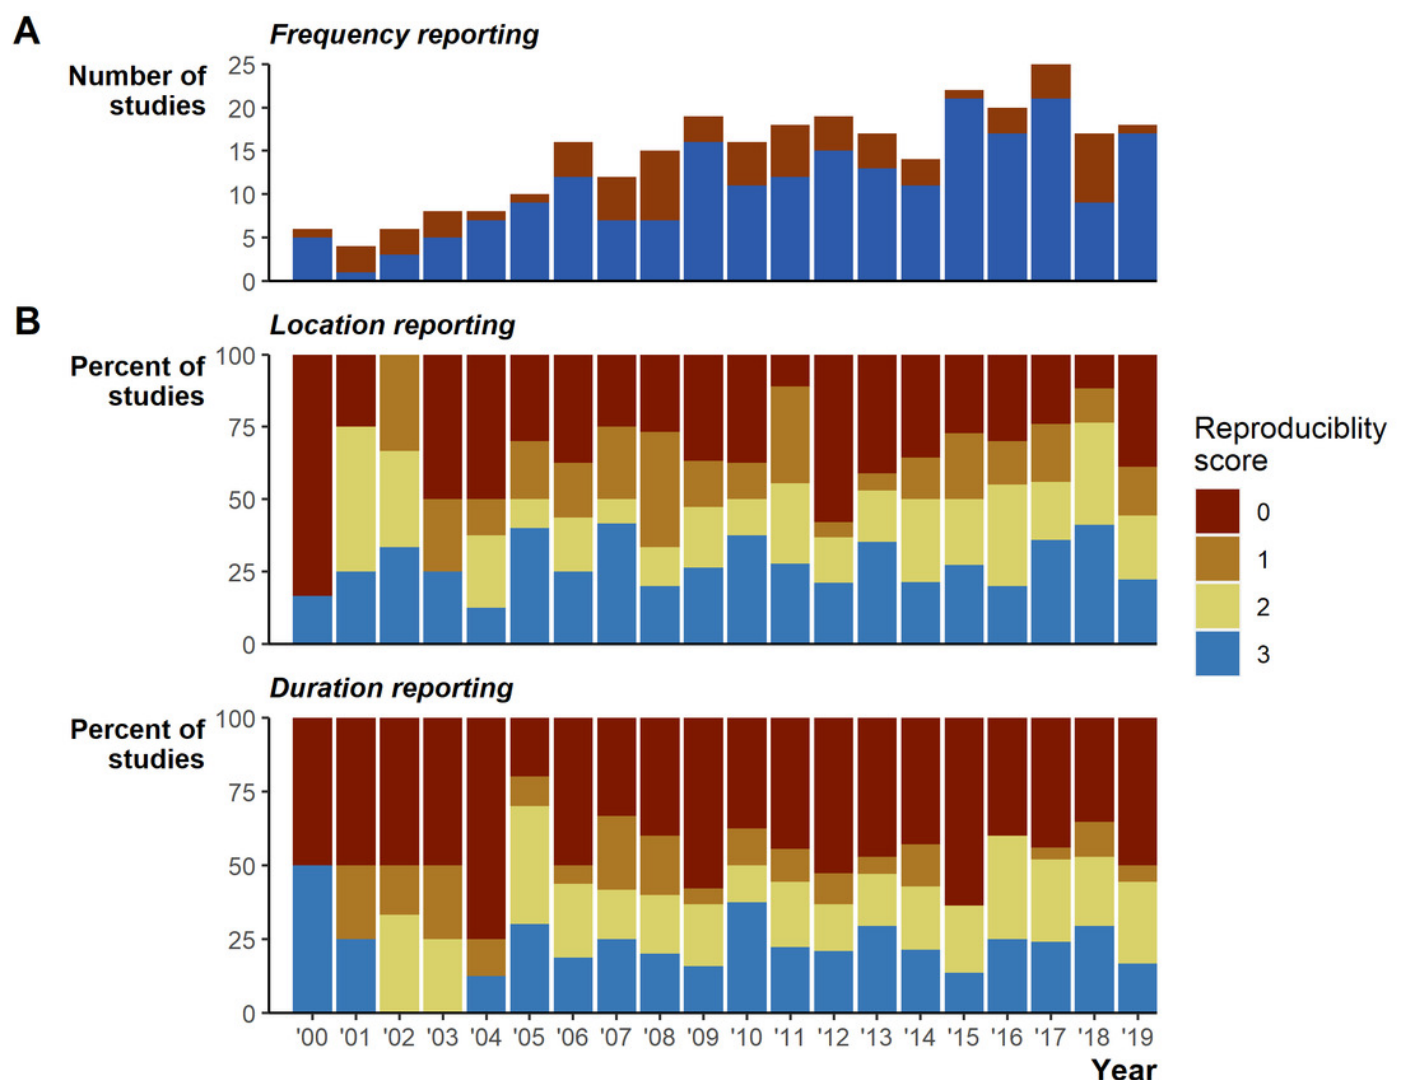 A
Frequency reporting
Number of
studies
25
20
15
10
5
0
B
Location reporting
Percent of
studies
100
75
50
25
0
Reproduciblity
score
0
1
2
3
Duration reporting
Percent of
studies
100
75
50
25
0
'00 '01 '02 '03 '04 '05 '06 '07 '08 '09 '10 '11 '12 '13 '14 '15 '16 '17 '18 '19
Year